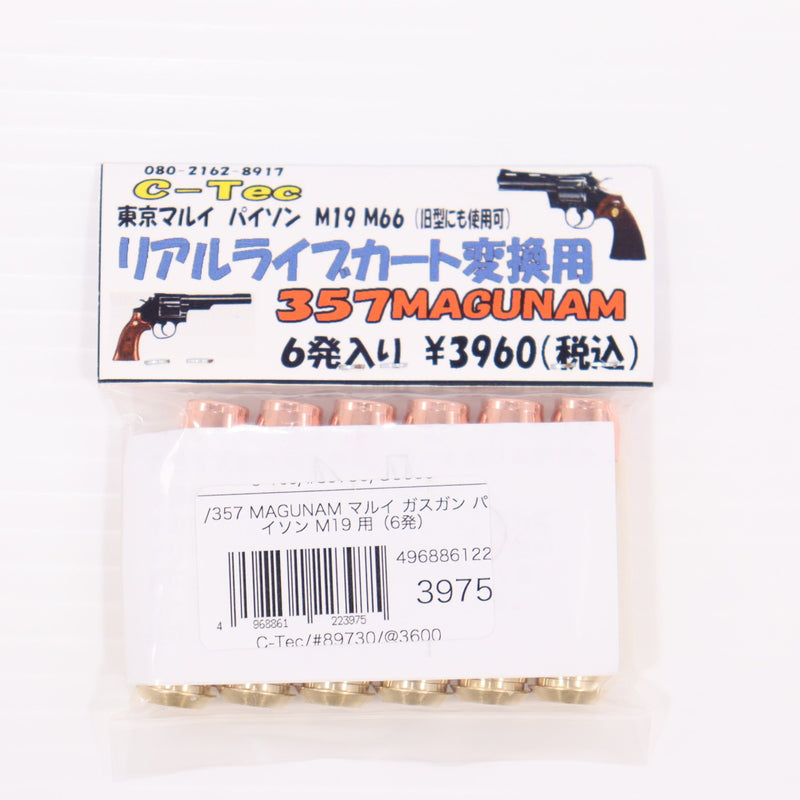 080-2162-8917
C-Tec
東京マルイ パイソン M19 M66 (旧型にも使用可)
リアルライブカート変換用
357MAGUNAM
6発入り ¥3960(税込)
/357 MAGUNAM マルイ ガスガン パ
イソン M19 用（6発）
496886122
3975
4 968861 223975
C-Tec/#89730/@3600